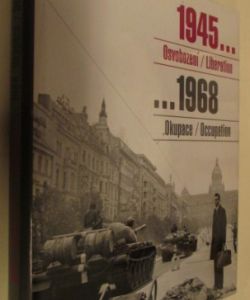 1945...
Osvobození / Liberation
...1968
Okupace / Occupation